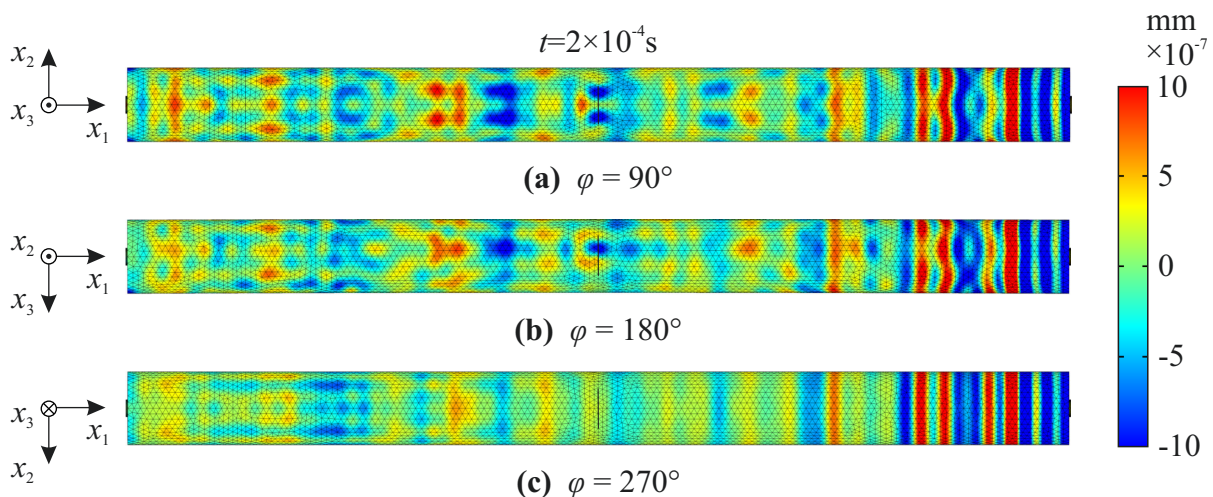 t=2×10⁻⁴s
mm
×10⁻⁷
x₂
x₃
x₁
(a) φ = 90°
x₂
x₃
x₁
(b) φ = 180°
x₃
x₂
x₁
(c) φ = 270°
10
5
0
-5
-10